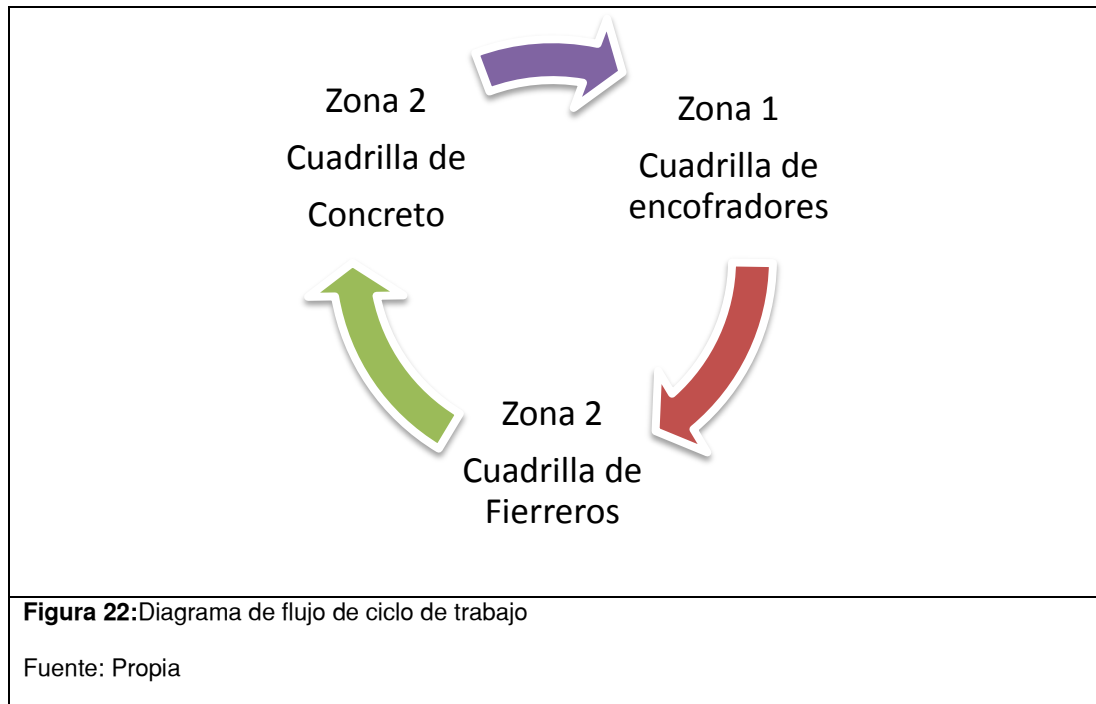 Zona 2
Cuadrilla de
Concreto
Zona 1
Cuadrilla de
encofradores
Zona 2
Cuadrilla de
Fierreros
Figura 22:Diagrama de flujo de ciclo de trabajo
Fuente: Propia